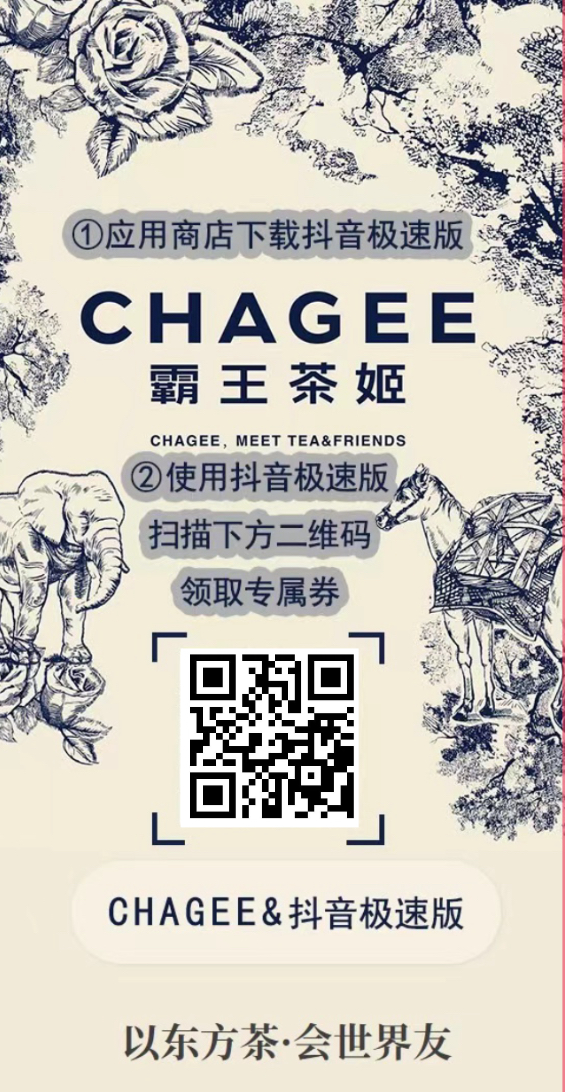 ①应用商店下载抖音极速版
CHAGEE
霸王茶姬
CHAGEE, MEET TEA&FRIENDS
②使用抖音极速版
扫描下方二维码
领取专属券
CHAGEE&抖音极速版
以东方茶·会世界友